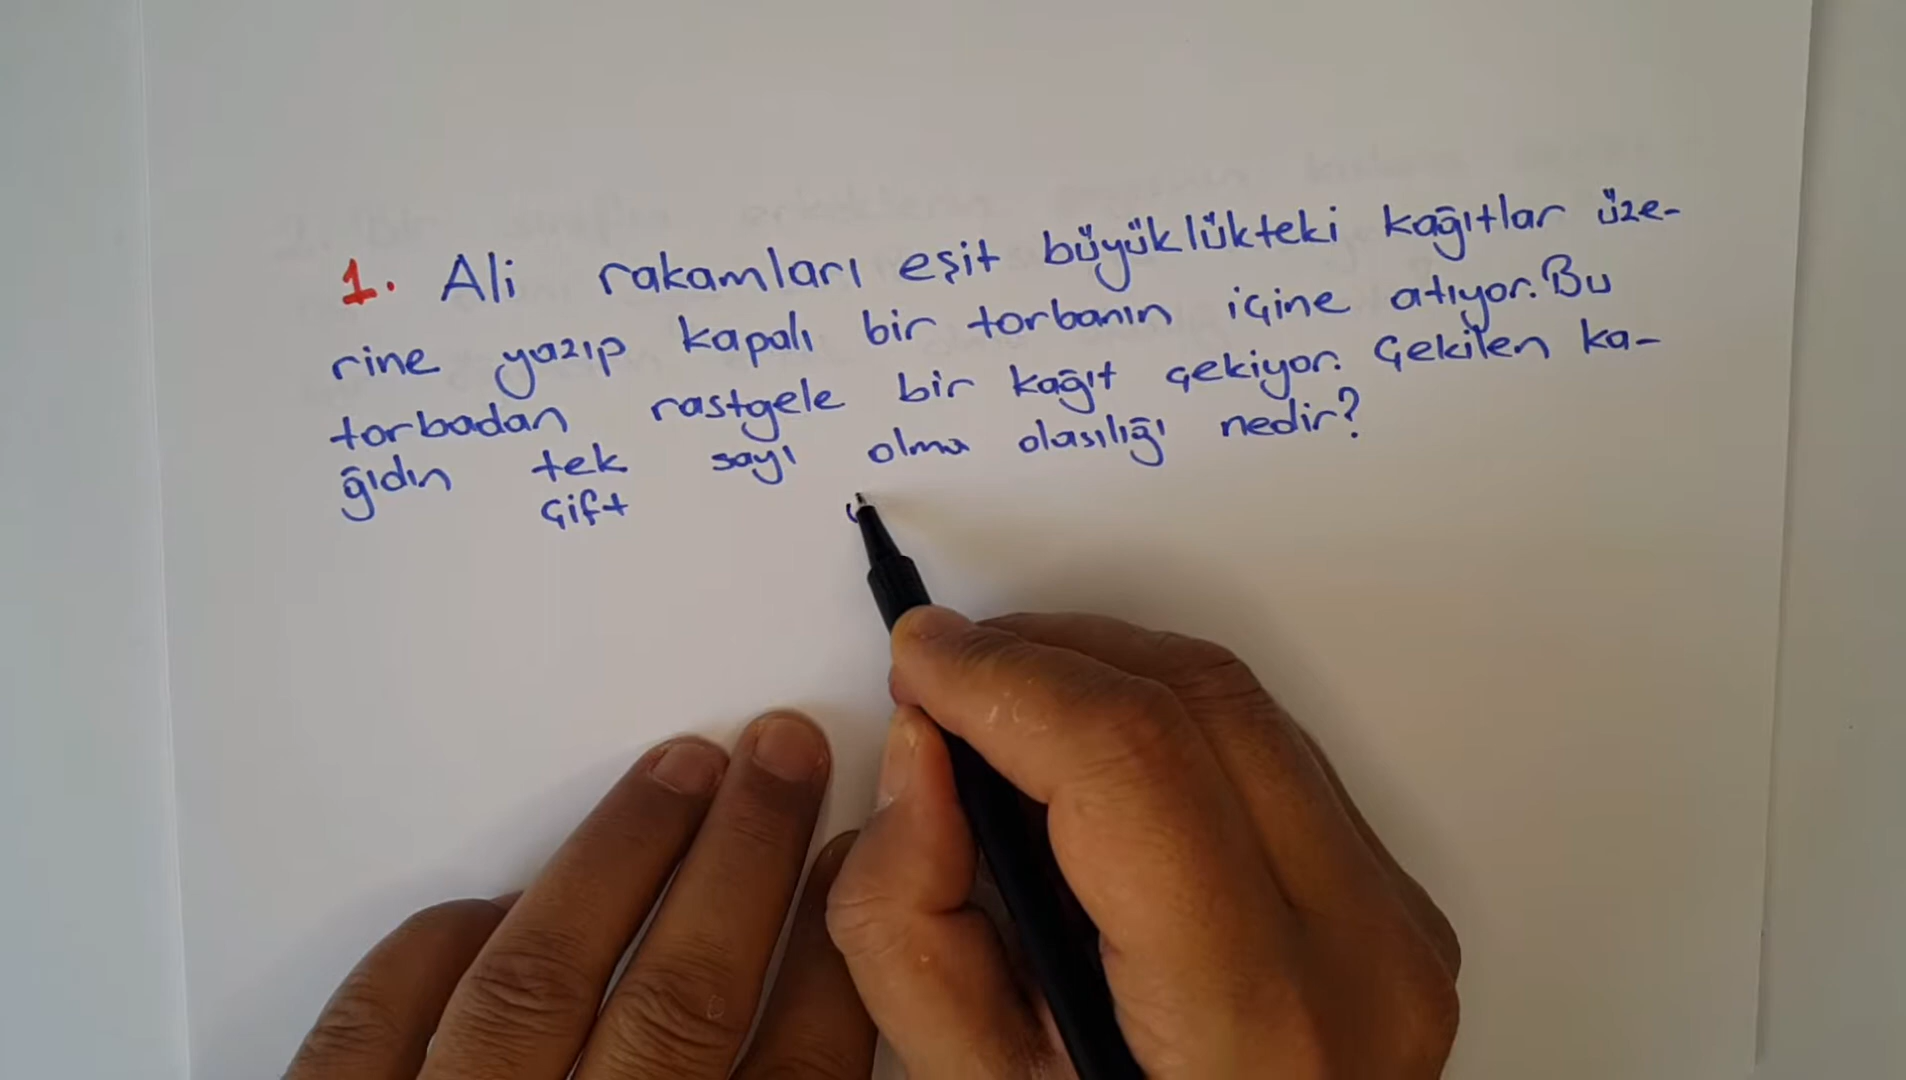 1. Ali rakamları eşit büyüklükteki kağıtlar üze-
rine yazıp kapalı bir torbanın içine atıyor. Bu
torbadan rastgele bir kağıt çekiyor. Çekilen ka-
ğıdın tek sayı olma olasılığı nedir?
çift